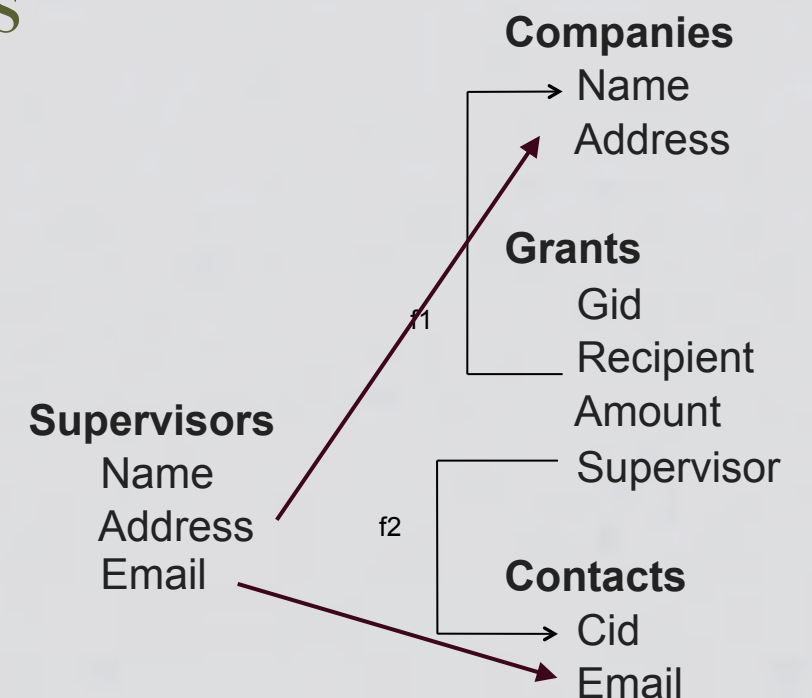 s
Companies
Name
Address
Grants
Gid
Recipient
Amount
Supervisor
Contacts
Cid
Email
f1
f2
Supervisors
Name
Address
Email